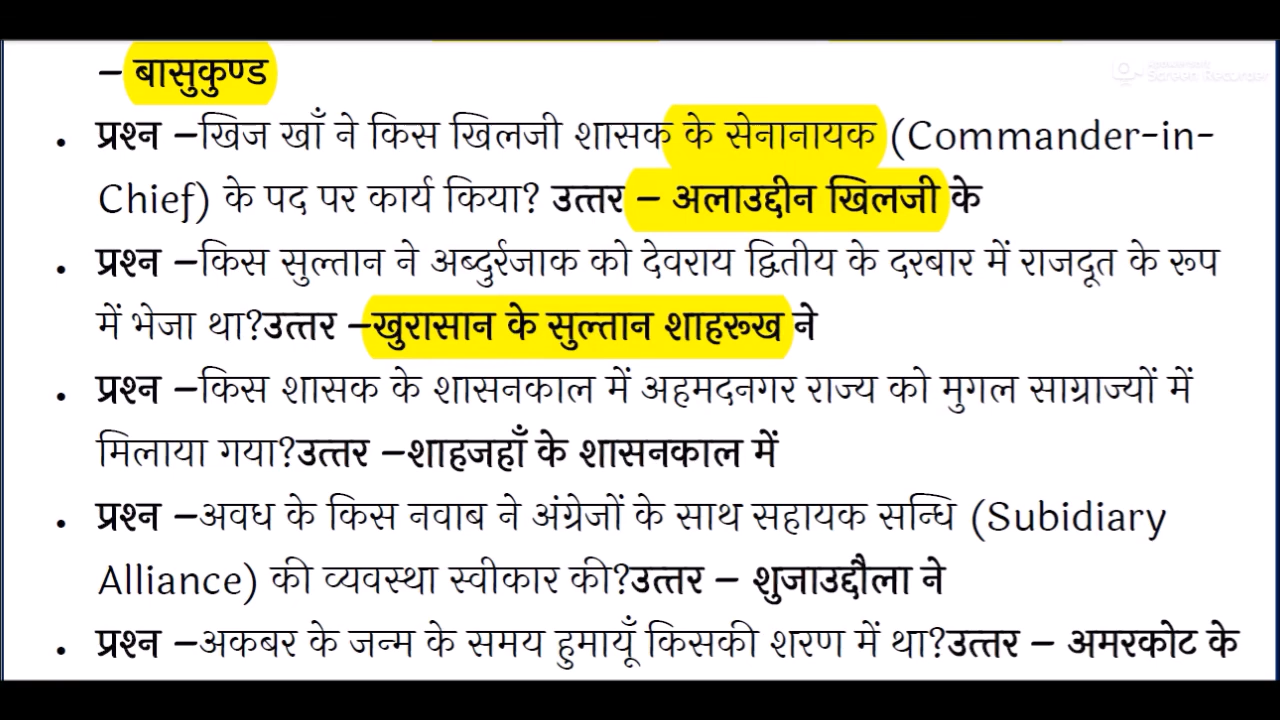 – बासुकुण्ड
Screen Recorder
• प्रश्न –खिज खाँ ने किस खिलजी शासक के सेनानायक (Commander-in-
Chief) के पद पर कार्य किया? उत्तर – अलाउद्दीन खिलजी के
• प्रश्न –किस सुल्तान ने अब्दुर्रजाक को देवराय द्वितीय के दरबार में राजदूत के रूप
में भेजा था?उत्तर –खुरासान के सुल्तान शाहरूख ने
• प्रश्न –किस शासक के शासनकाल में अहमदनगर राज्य को मुगल साग्राज्यों में
मिलाया गया?उत्तर –शाहजहाँ के शासनकाल में
• प्रश्न –अवध के किस नवाब ने अंग्रेजों के साथ सहायक सन्धि (Subidiary
Alliance) की व्यवस्था स्वीकार की?उत्तर – शुजाउद्दौला ने
• प्रश्न –अकबर के जन्म के समय हुमायूँ किसकी शरण में था?उत्तर – अमरकोट के